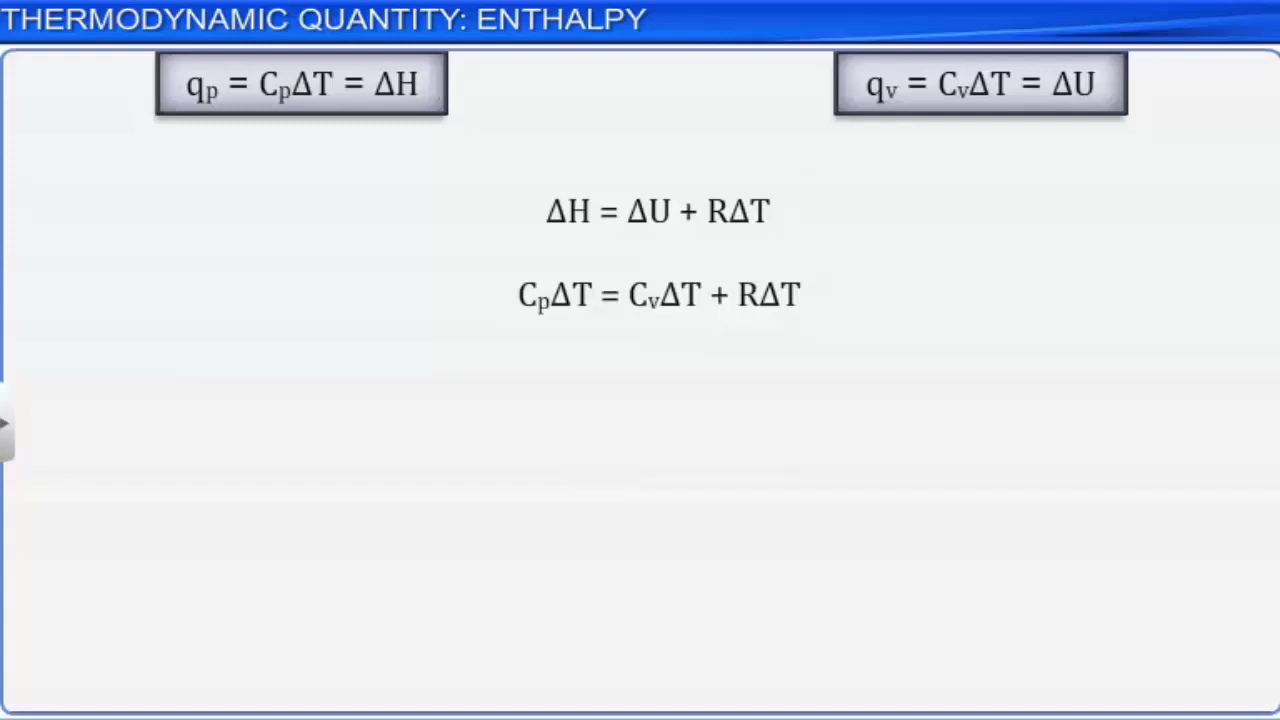 THERMODYNAMIC QUANTITY: ENTHALPY
qₚ = CₚΔT = ΔH
qᵥ = CᵥΔT = ΔU
ΔH = ΔU + RΔT
CₚΔT = CᵥΔT + RΔT